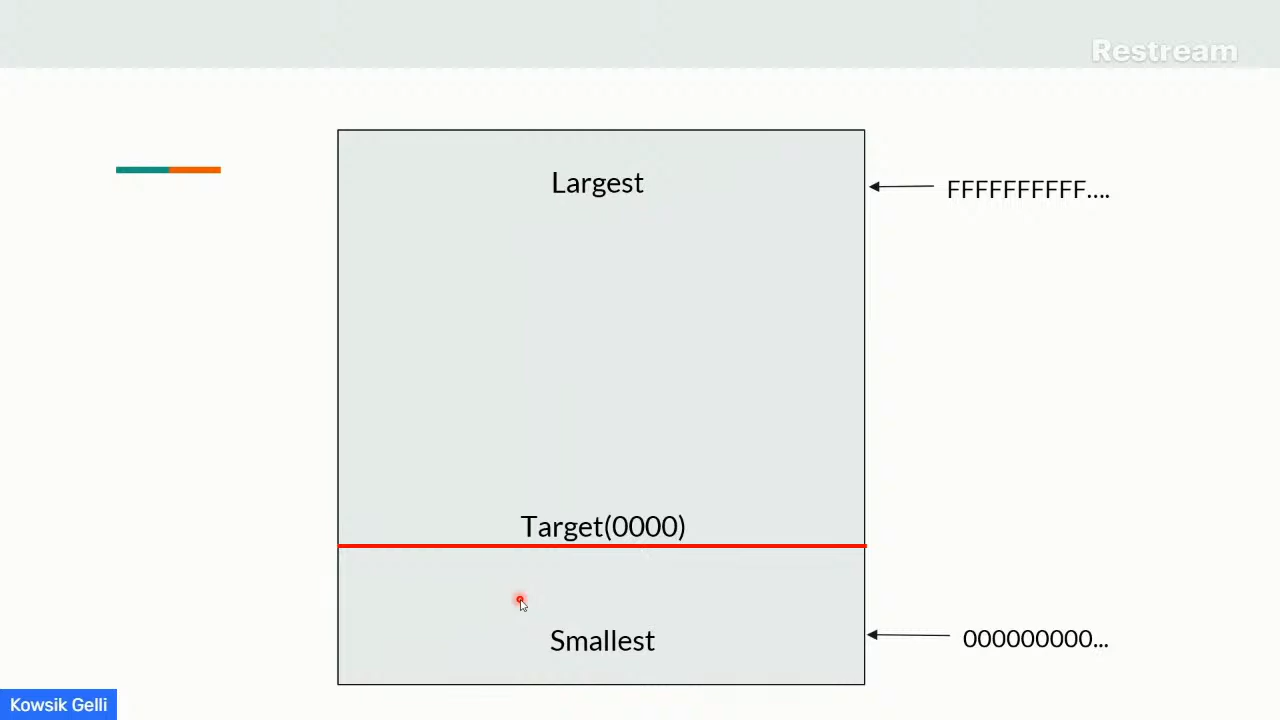 Restream
Largest
FFFFFFFFFF....
Target(0000)
Smallest
000000000...
Kowsik Gelli